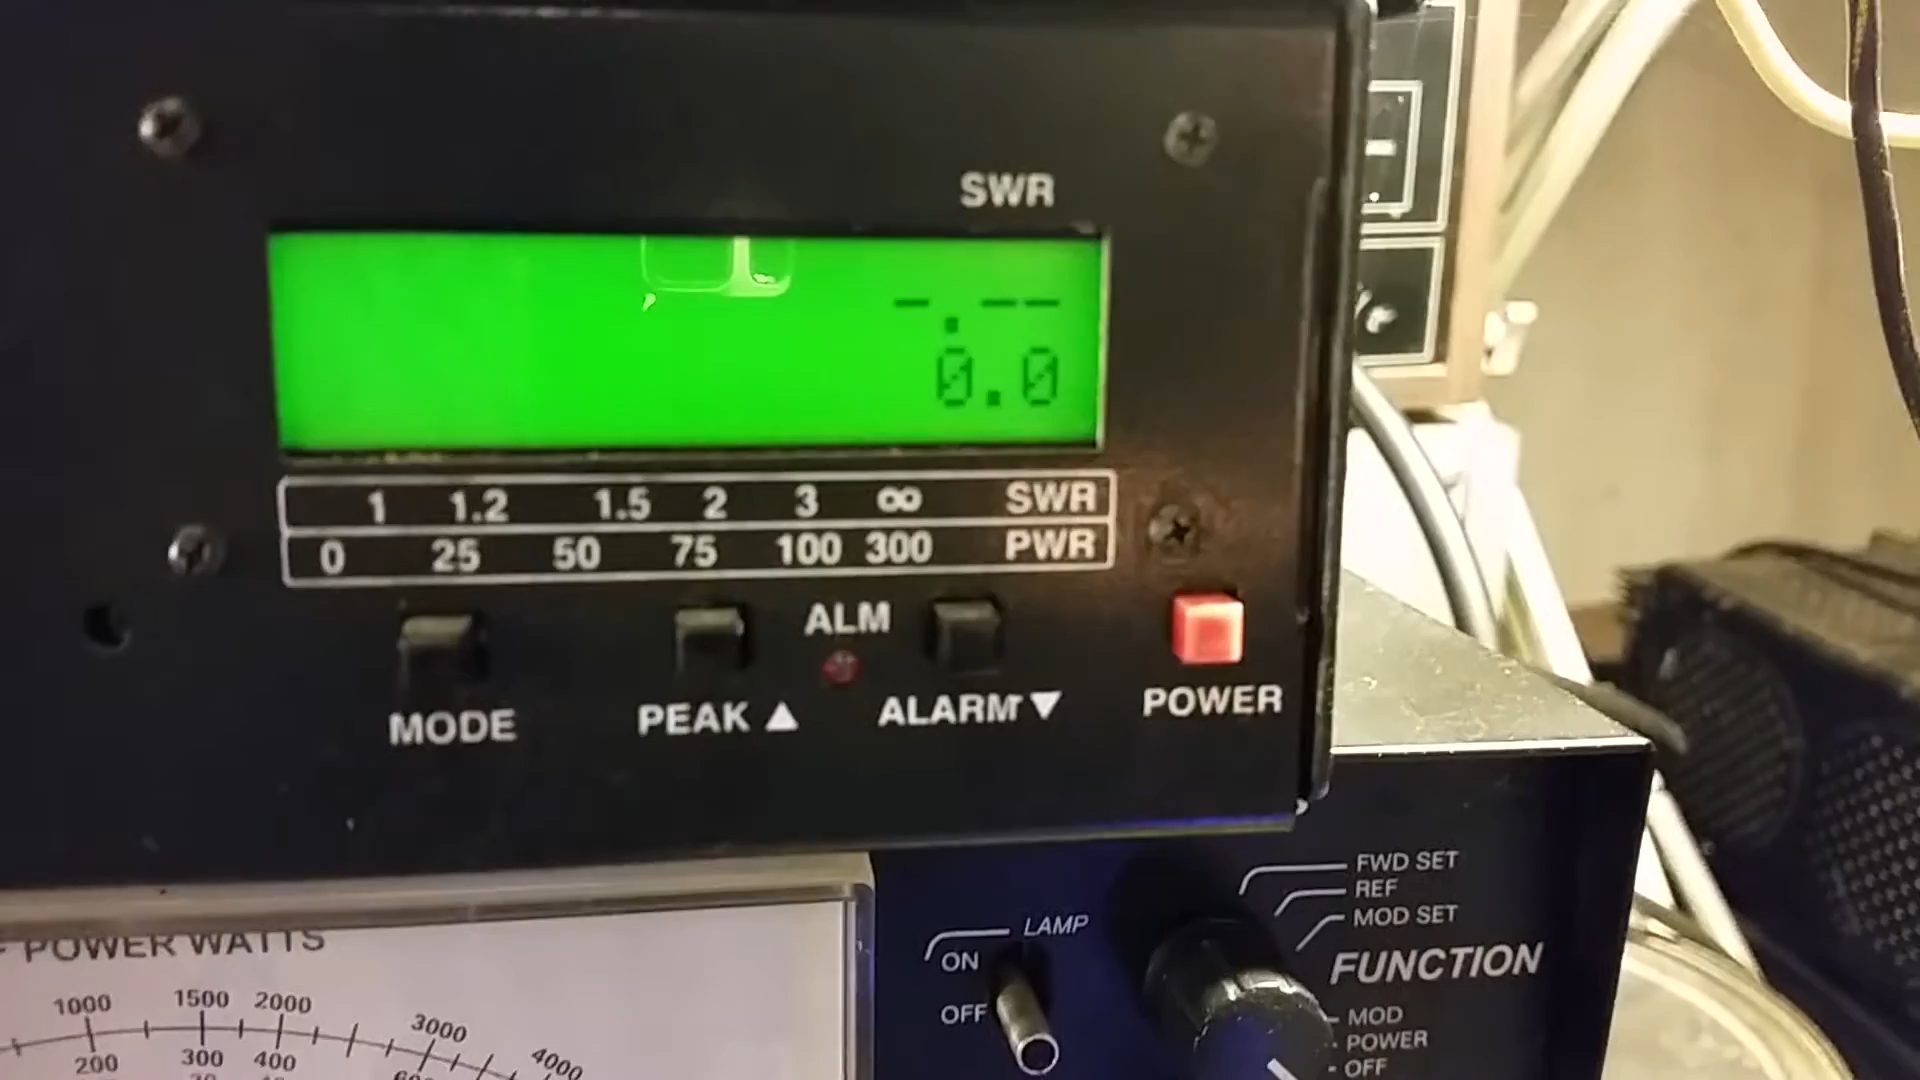 SWR
-.--
0.0
1 1.2 1.5 2 3 ∞ SWR
0 25 50 75 100 300 PWR
ALM
MODE PEAK ▲ ALARM ▼ POWER
POWER WATTS
1000 1500 2000 3000 4000
200 300 400
LAMP
ON
OFF
FWD SET
REF
MOD SET
FUNCTION
MOD
POWER
OFF